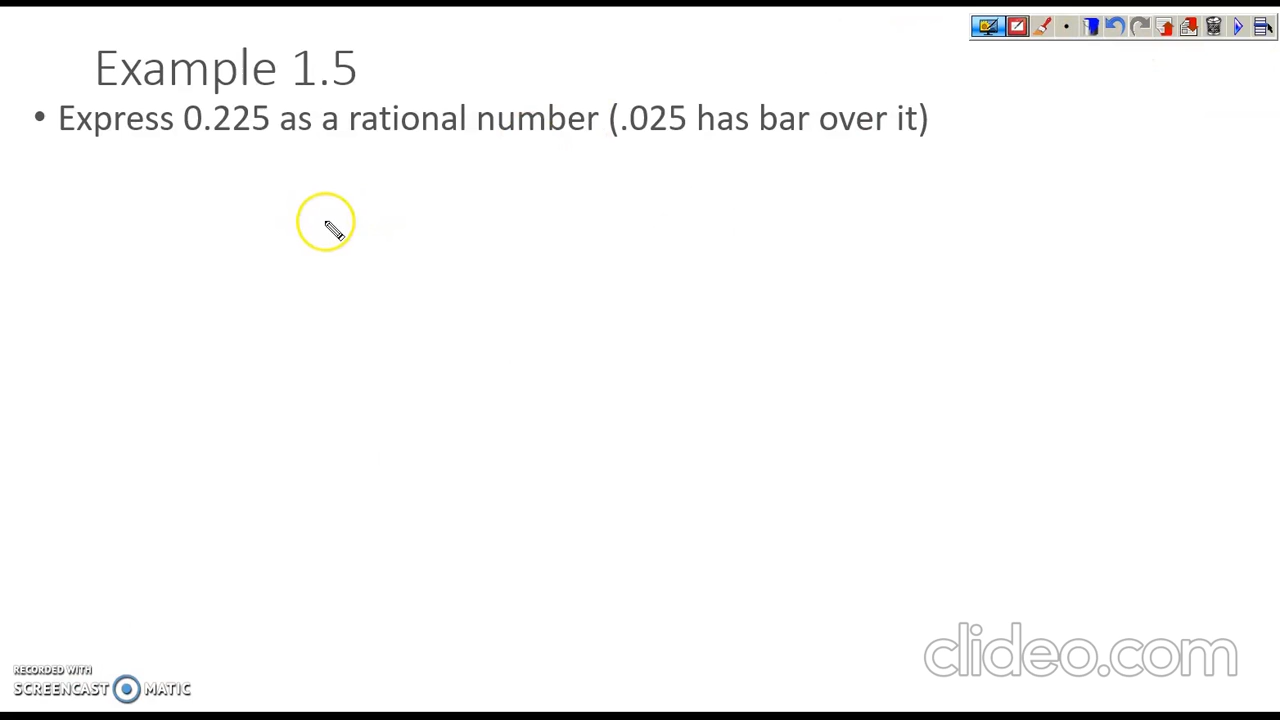 Example 1.5
• Express 0.225 as a rational number (.025 has bar over it)
clideo.com
RECORDED WITH
SCREENCAST MATIC